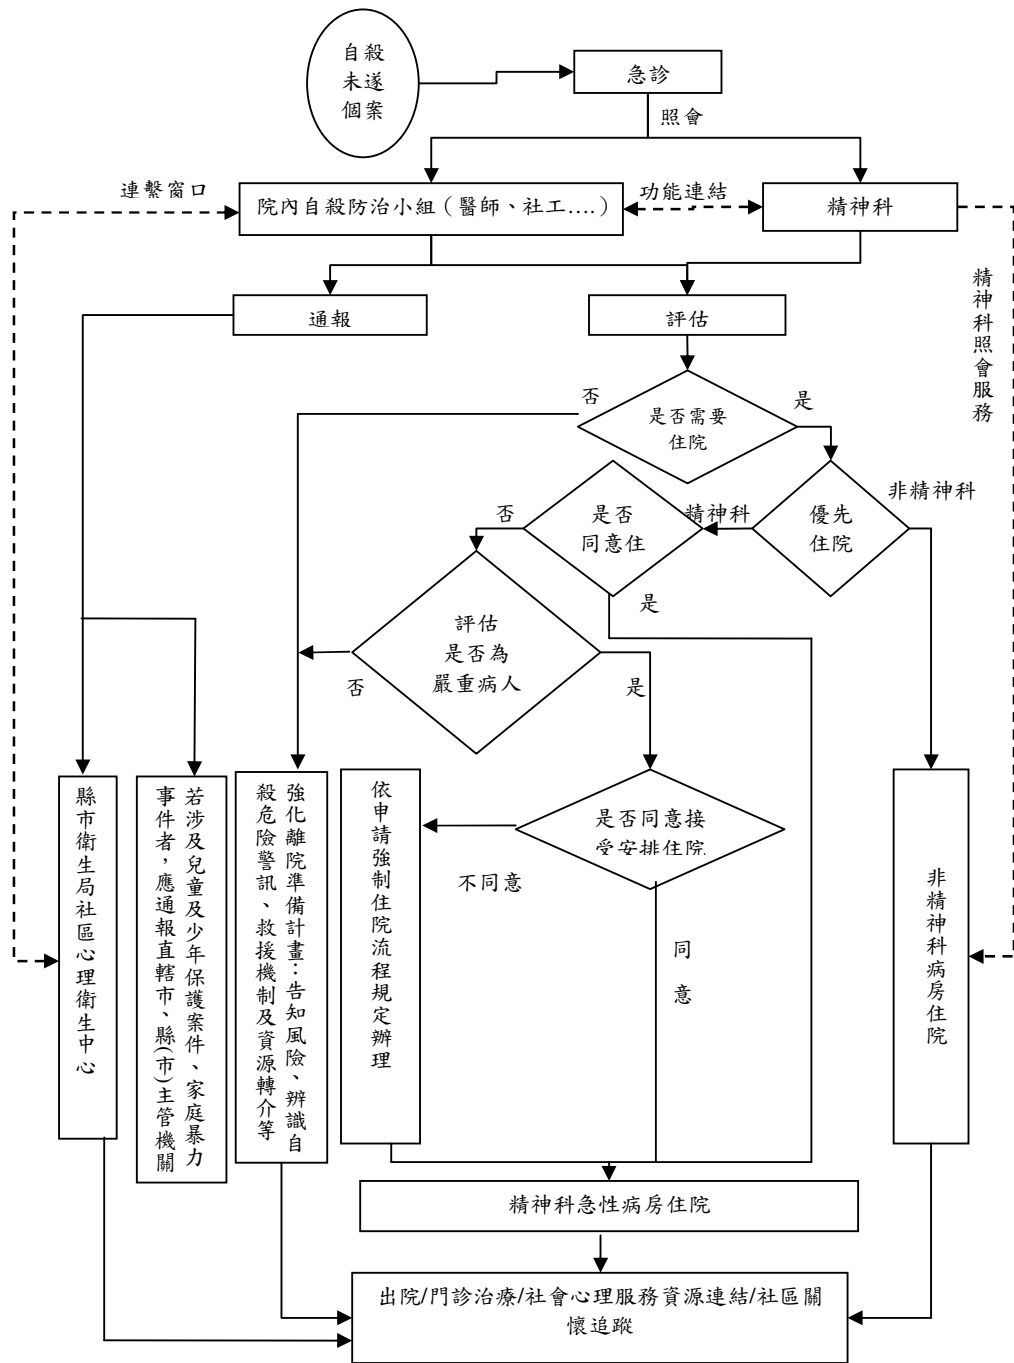 自殺
未遂
個案
急診
照會
連繫窗口
院內自殺防治小組（醫師、社工....）
功能連結
精神科
精神科照會服務
通報
評估
否
是否需要
住院
是
非精神科
優先
住院
精神科
是否
同意住
否
是
評估
是否為
嚴重病人
否
是
縣市衛生局社區心理衛生中心
若涉及兒童及少年保護案件、家庭暴力
事件者，應通報直轄市、縣(市)主管機關
強化離院準備計畫：告知風險、辨識自
殺危險警訊、救援機制及資源轉介等
依申請強制住院流程規定辦理
是否同意接
受安排住院
不同意
同意
非精神科病房住院
精神科急性病房住院
出院/門診治療/社會心理服務資源連結/社區關
懷追蹤